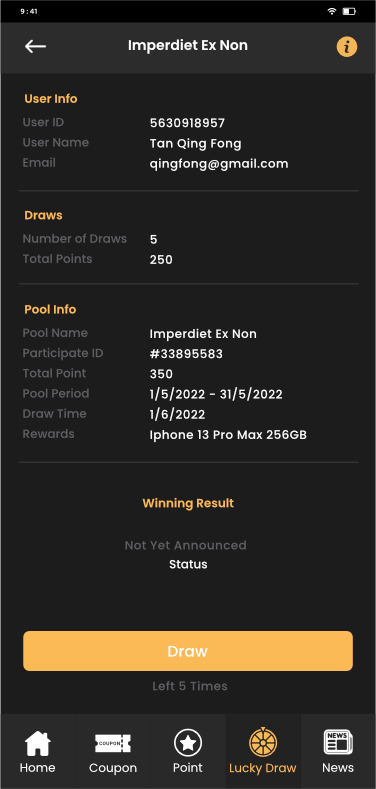 9:41
Imperdiet Ex Non
i
User Info
User ID 5630918957
User Name Tan Qing Fong
Email qingfong@gmail.com
Draws
Number of Draws 5
Total Points 250
Pool Info
Pool Name Imperdiet Ex Non
Participate ID #33895583
Total Point 350
Pool Period 1/5/2022 - 31/5/2022
Draw Time 1/6/2022
Rewards Iphone 13 Pro Max 256GB
Winning Result
Not Yet Announced
Status
Draw
Left 5 Times
COUPON NEWS
Home Coupon Point Lucky Draw News